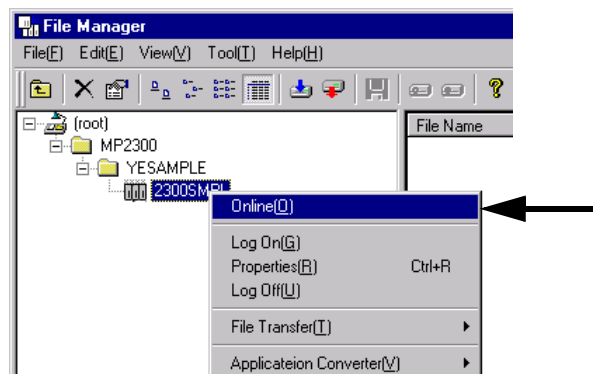 File Manager
File(F) Edit(E) View(V) Tool(T) Help(H)
(root)
File Name
MP2300
YESAMPLE
2300SMPL
Online(O)
Log On(G)
Properties(R) Ctrl+R
Log Off(U)
File Transfer(T)
Applicateion Converter(V)